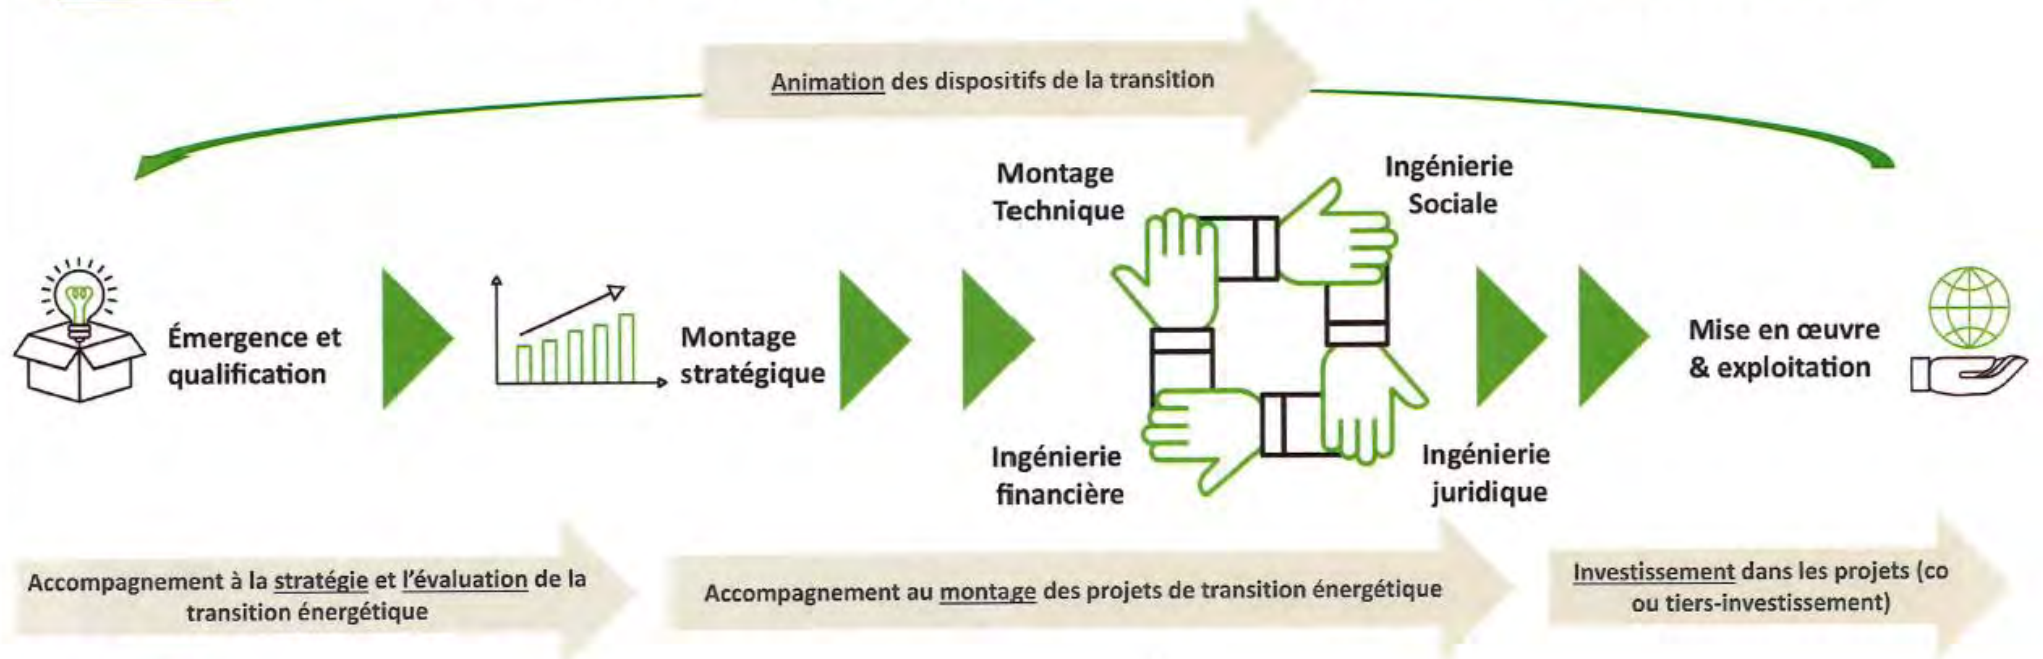 Animation des dispositifs de la transition
Montage
Technique
Ingénierie
Sociale
Émergence et
qualification
Montage
stratégique
Mise en œuvre
& exploitation
Ingénierie
financière
Ingénierie
juridique
Accompagnement à la stratégie et l'évaluation de la
transition énergétique
Accompagnement au montage des projets de transition énergétique
Investissement dans les projets (co
ou tiers-investissement)